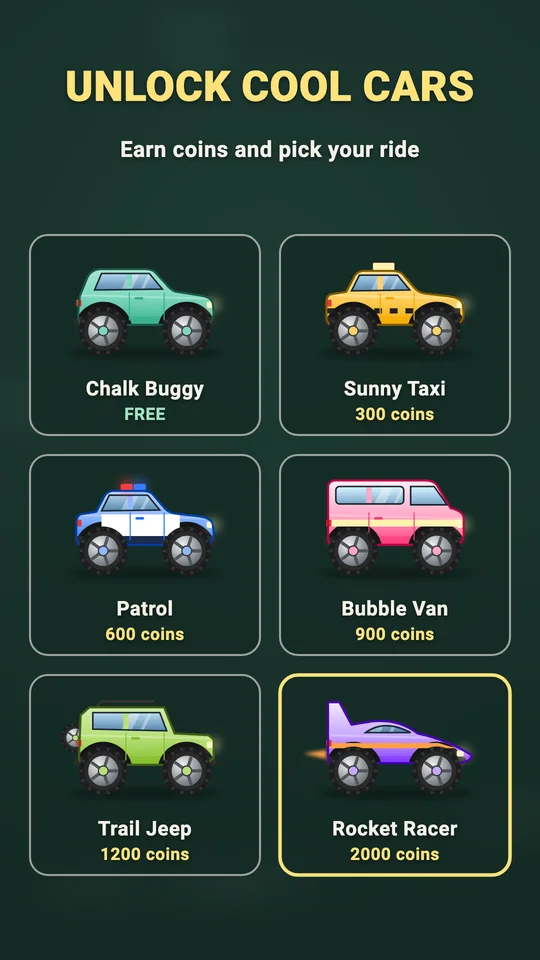 UNLOCK COOL CARS
Earn coins and pick your ride
Chalk Buggy
FREE
Sunny Taxi
300 coins
Patrol
600 coins
Bubble Van
900 coins
Trail Jeep
1200 coins
Rocket Racer
2000 coins